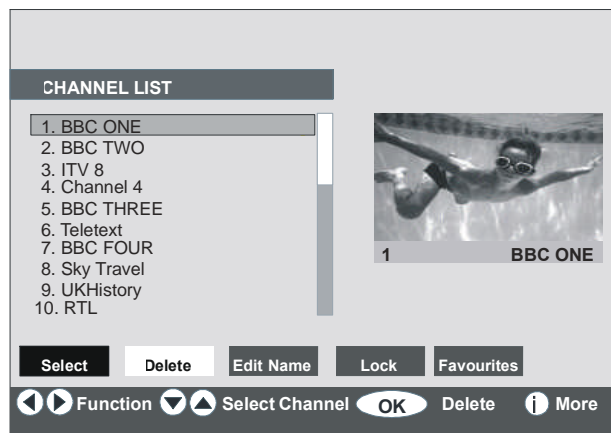 CHANNEL LIST
1. BBC ONE
2. BBC TWO
3. ITV 8
4. Channel 4
5. BBC THREE
6. Teletext
7. BBC FOUR
8. Sky Travel
9. UKHistory
10. RTL
1 BBC ONE
Select Delete Edit Name Lock Favourites
Function Select Channel OK Delete i More